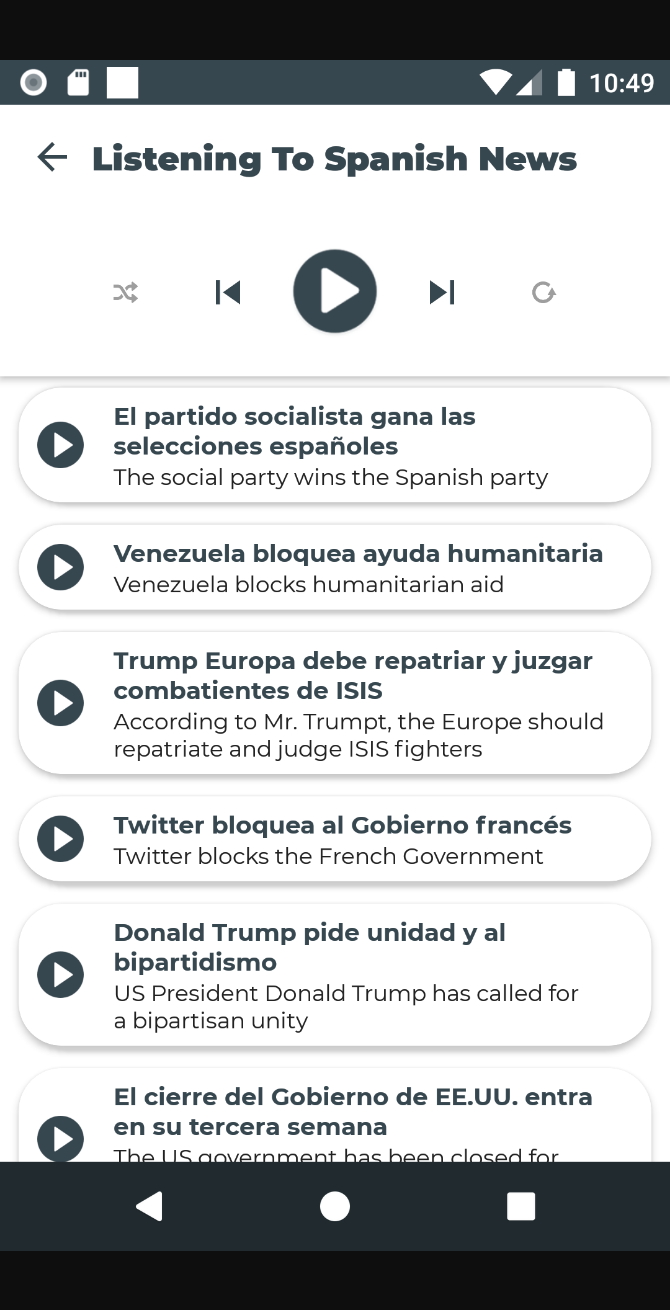 10:49
Listening To Spanish News
El partido socialista gana las
selecciones españoles
The social party wins the Spanish party
Venezuela bloquea ayuda humanitaria
Venezuela blocks humanitarian aid
Trump Europa debe repatriar y juzgar
combatientes de ISIS
According to Mr. Trumpt, the Europe should
repatriate and judge ISIS fighters
Twitter bloquea al Gobierno francés
Twitter blocks the French Government
Donald Trump pide unidad y al
bipartidismo
US President Donald Trump has called for
a bipartisan unity
El cierre del Gobierno de EE.UU. entra
en su tercera semana
The US government has been closed for